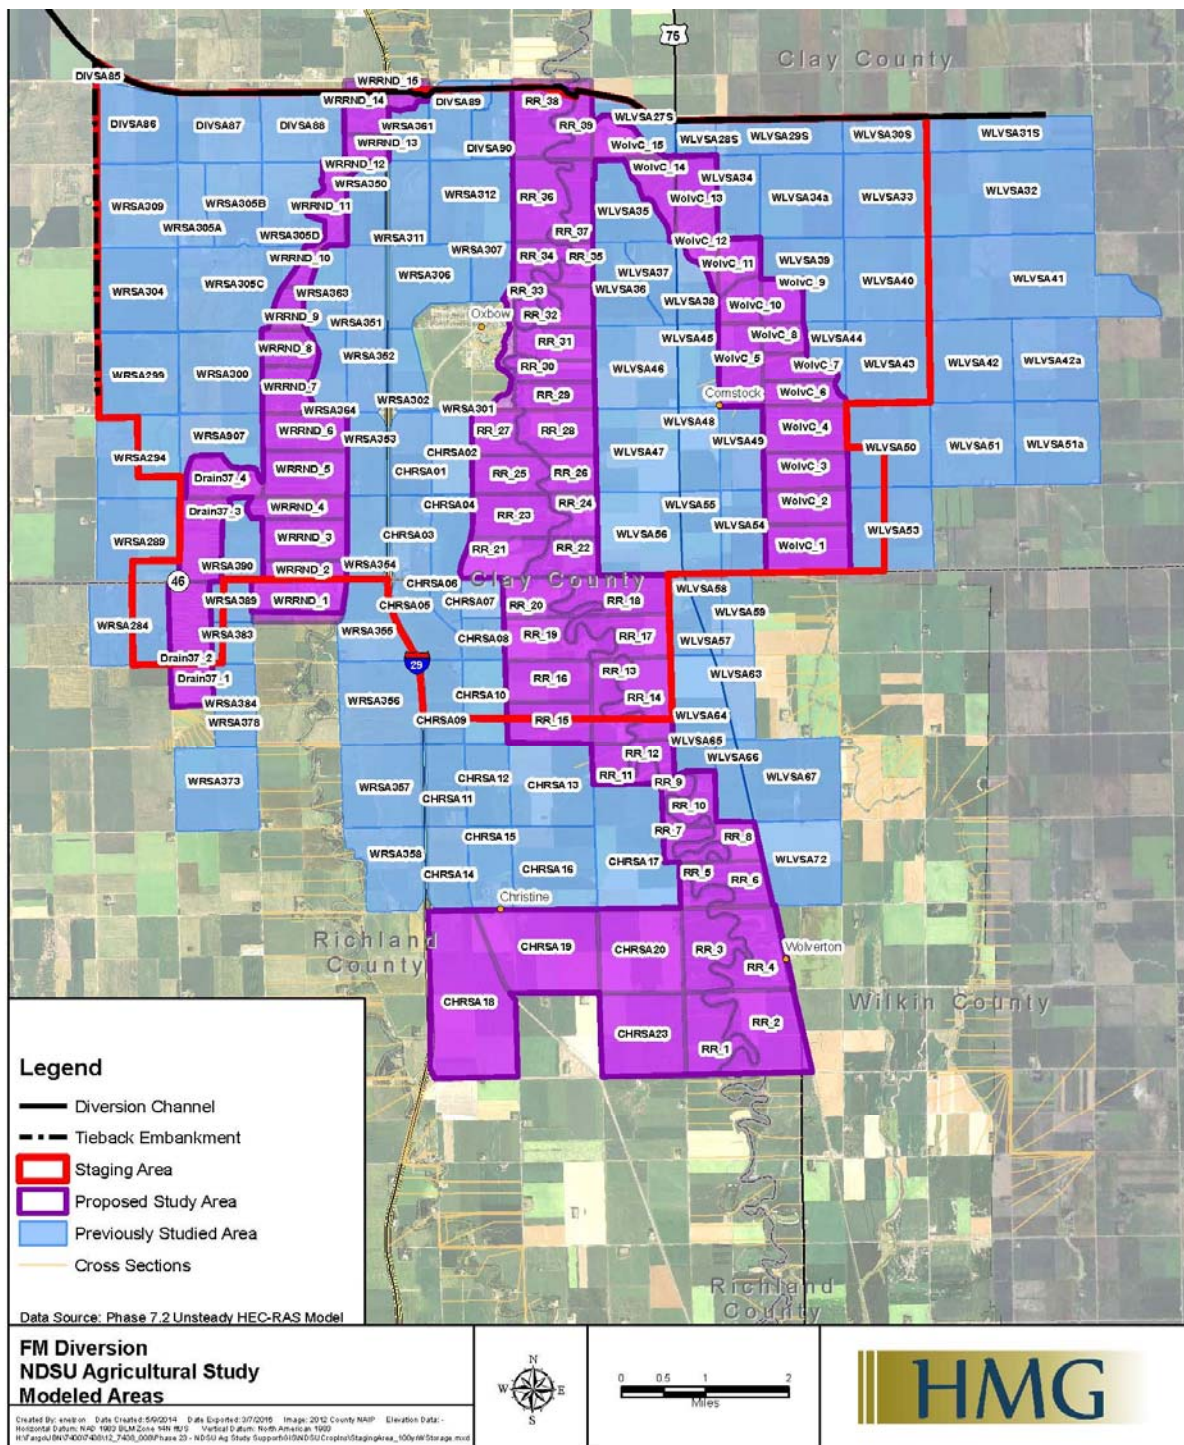 75
Clay County
DIVSA85
WRRND_15
WRRND_14
DIVSA89
RR_38
WLVSA27S
DIVSA86
DIVSA87
DIVSA88
WRSA361
RR_39
WLVSA28S
WLVSA29S
WLVSA30S
WLVSA31S
WRRND_13
DIVSA90
WolvC_15
WRRND_12
WolvC_14
WRSA350
WLVSA34
WRSA309
WRSA305B
WRRND_11
WRSA312
RR_36
WolvC_13
WLVSA34a
WLVSA33
WLVSA32
WLVSA35
WRSA305A
WRSA305D
WRSA311
RR_37
WolvC_12
WRSA307
WRRND_10
RR_34
RR_35
WolvC_11
WLVSA39
WRSA306
WLVSA37
WRSA304
WRSA305C
WRSA363
RR_33
WLVSA36
WLVSA38
WolvC_9
WLVSA40
WLVSA41
WolvC_10
Oxbow
WRRND_9
WRSA351
RR_32
WRRND_8
RR_31
WLVSA45
WolvC_8
WLVSA44
WRSA352
WolvC_5
WRSA299
WRSA300
RR_30
WLVSA46
WolvC_7
WLVSA43
WLVSA42
WLVSA42a
WRRND_7
WRSA302
RR_29
WolvC_6
WRSA364
WRSA301
Comstock
WRRND_6
RR_27
RR_28
WLVSA48
WolvC_4
WRSA907
WRSA353
WLVSA49
WLVSA50
WLVSA51
WLVSA51a
WRSA294
CHRSA02
WLVSA47
WRRND_5
CHRSA01
RR_25
RR_26
WolvC_3
Drain37_4
WRRND_4
CHRSA04
RR_24
WLVSA55
WolvC_2
Drain37_3
RR_23
WLVSA54
WLVSA53
WRSA289
WRRND_3
CHRSA03
WLVSA56
RR_21
RR_22
WolvC_1
WRSA390
WRRND_2
WRSA354
46
CHRSA06
Clay County
WLVSA58
WRSA389
WRRND_1
CHRSA05
CHRSA07
RR_20
RR_18
WLVSA59
WRSA284
WRSA383
WRSA355
CHRSA08
RR_19
RR_17
WLVSA57
Drain37_2
29
RR_13
WLVSA63
Drain37_1
RR_16
WRSA384
WRSA356
CHRSA10
RR_14
WRSA378
CHRSA09
RR_15
WLVSA64
WLVSA65
RR_12
WLVSA66
WRSA373
CHRSA12
CHRSA13
RR_11
RR_9
WLVSA67
WRSA357
CHRSA11
RR_10
CHRSA15
RR_7
RR_8
WRSA358
CHRSA14
CHRSA16
CHRSA17
RR_5
RR_6
WLVSA72
Christine
Richland
County
CHRSA19
CHRSA20
RR_3
Wolverton
RR_4
CHRSA18
Wilkin County
RR_2
CHRSA23
RR_1
Richland
County
Legend
Diversion Channel
Tieback Embankment
Staging Area
Proposed Study Area
Previously Studied Area
Cross Sections
Data Source: Phase 7.2 Unsteady HEC-RAS Model
FM Diversion
NDSU Agricultural Study
Modeled Areas
N
W E
S
0 0.5 1 2
Miles
HMG